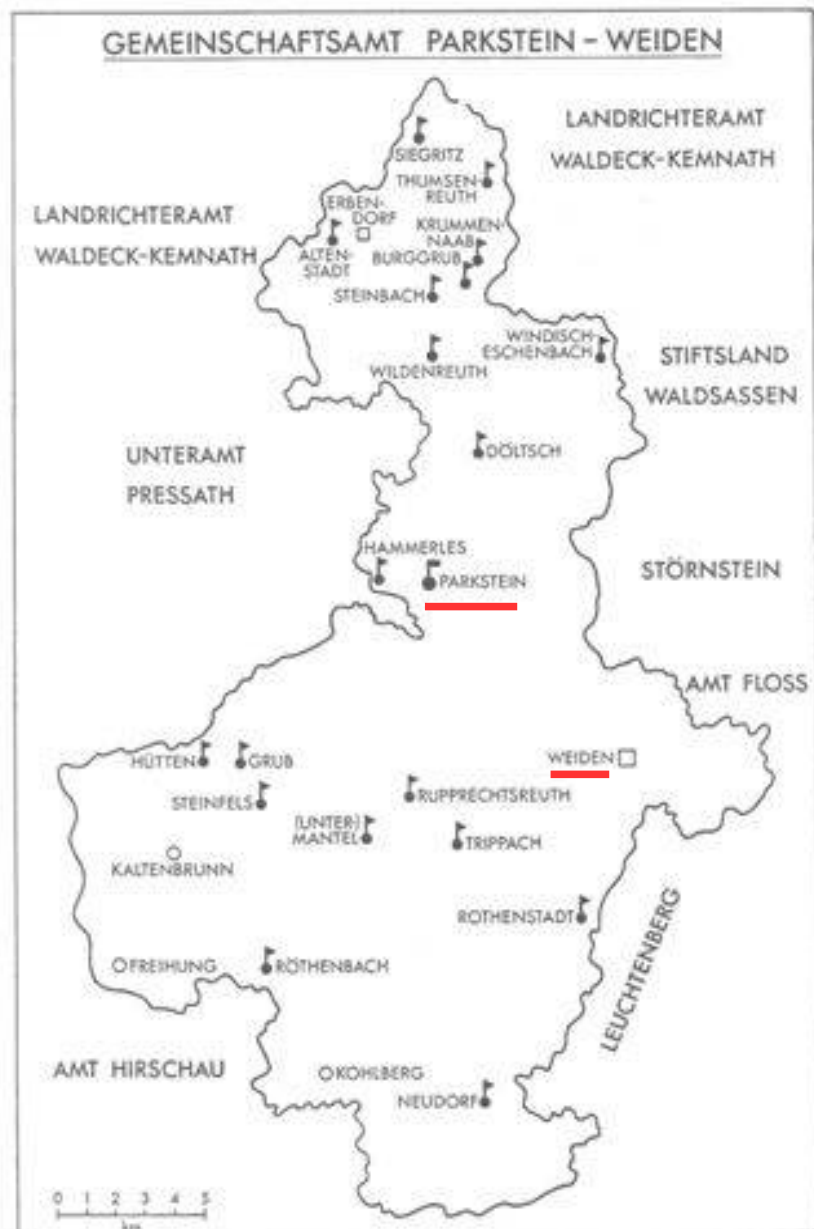 GEMEINSCHAFTSAMT PARKSTEIN – WEIDEN
LANDRICHTERAMT
WALDECK-KEMNATH
SIEGRITZ
THUMSEN-
REUTH
ERBEN-
DORF
LANDRICHTERAMT
WALDECK-KEMNATH
KRUMMEN-
NAAB
ALTEN-
STADT
BURGGRUB
STEINBACH
WINDISCH-
ESCHENBACH
WILDENREUTH
STIFTSLAND
WALDSASSEN
UNTERAMT
PRESSATH
DÖLTSCH
HAMMERLES
PARKSTEIN
STÖRNSTEIN
AMT FLOSS
HÜTTEN
GRUB
WEIDEN
STEINFELS
RUPPRECHTSREUTH
(UNTER-)
MANTEL
TRIPPACH
KALTENBRUNN
ROTHENSTADT
LEUCHTENBERG
FREIHUNG
RÖTHENBACH
AMT HIRSCHAU
KOHLBERG
NEUDORF
0 1 2 3 4 5
km